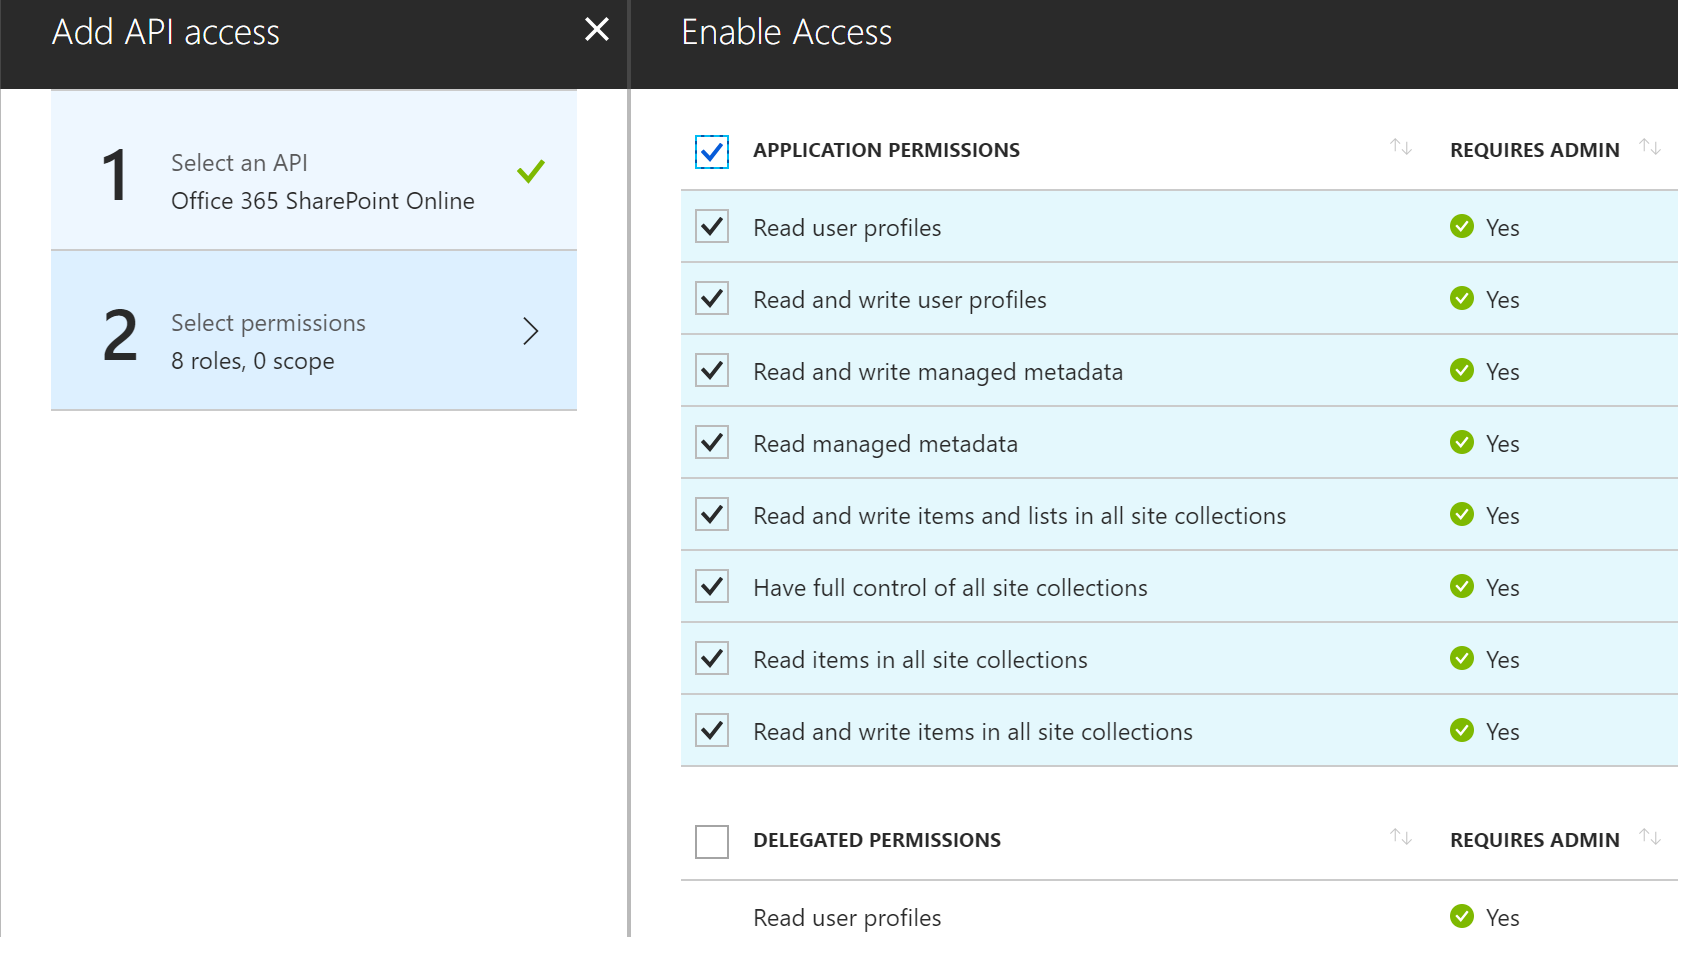 Add API access
Enable Access
1
Select an API
Office 365 SharePoint Online
2
Select permissions
8 roles, 0 scope
APPLICATION PERMISSIONS REQUIRES ADMIN
Read user profiles Yes
Read and write user profiles Yes
Read and write managed metadata Yes
Read managed metadata Yes
Read and write items and lists in all site collections Yes
Have full control of all site collections Yes
Read items in all site collections Yes
Read and write items in all site collections Yes
DELEGATED PERMISSIONS REQUIRES ADMIN
Read user profiles Yes